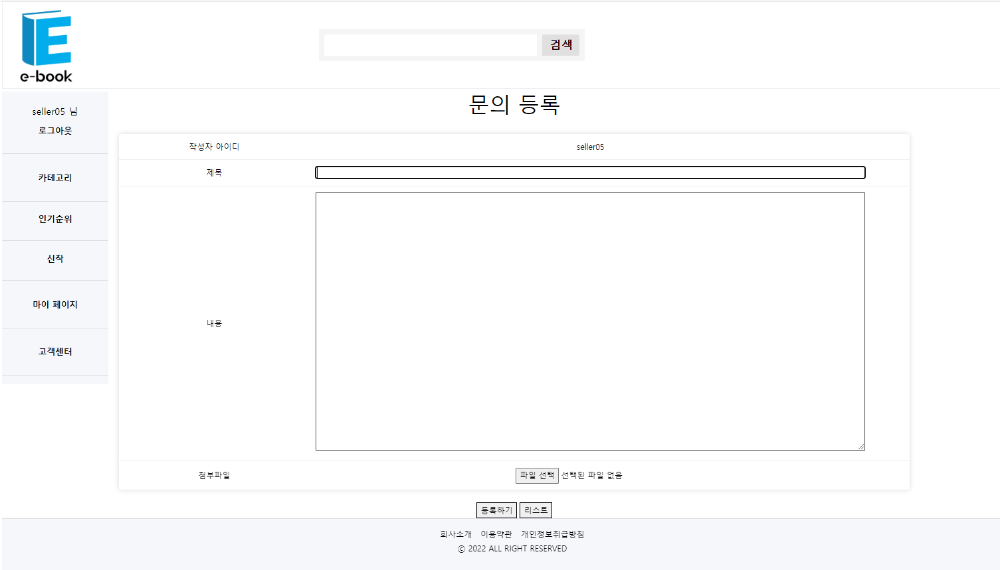 E
e-book
검색
seller05 님
로그아웃
카테고리
인기순위
신작
마이 페이지
고객센터
문의 등록
작성자 아이디 seller05
제목
내용
첨부파일 파일 선택 선택된 파일 없음
등록하기 리스트
회사소개 이용약관 개인정보취급방침
ⓒ 2022 ALL RIGHT RESERVED